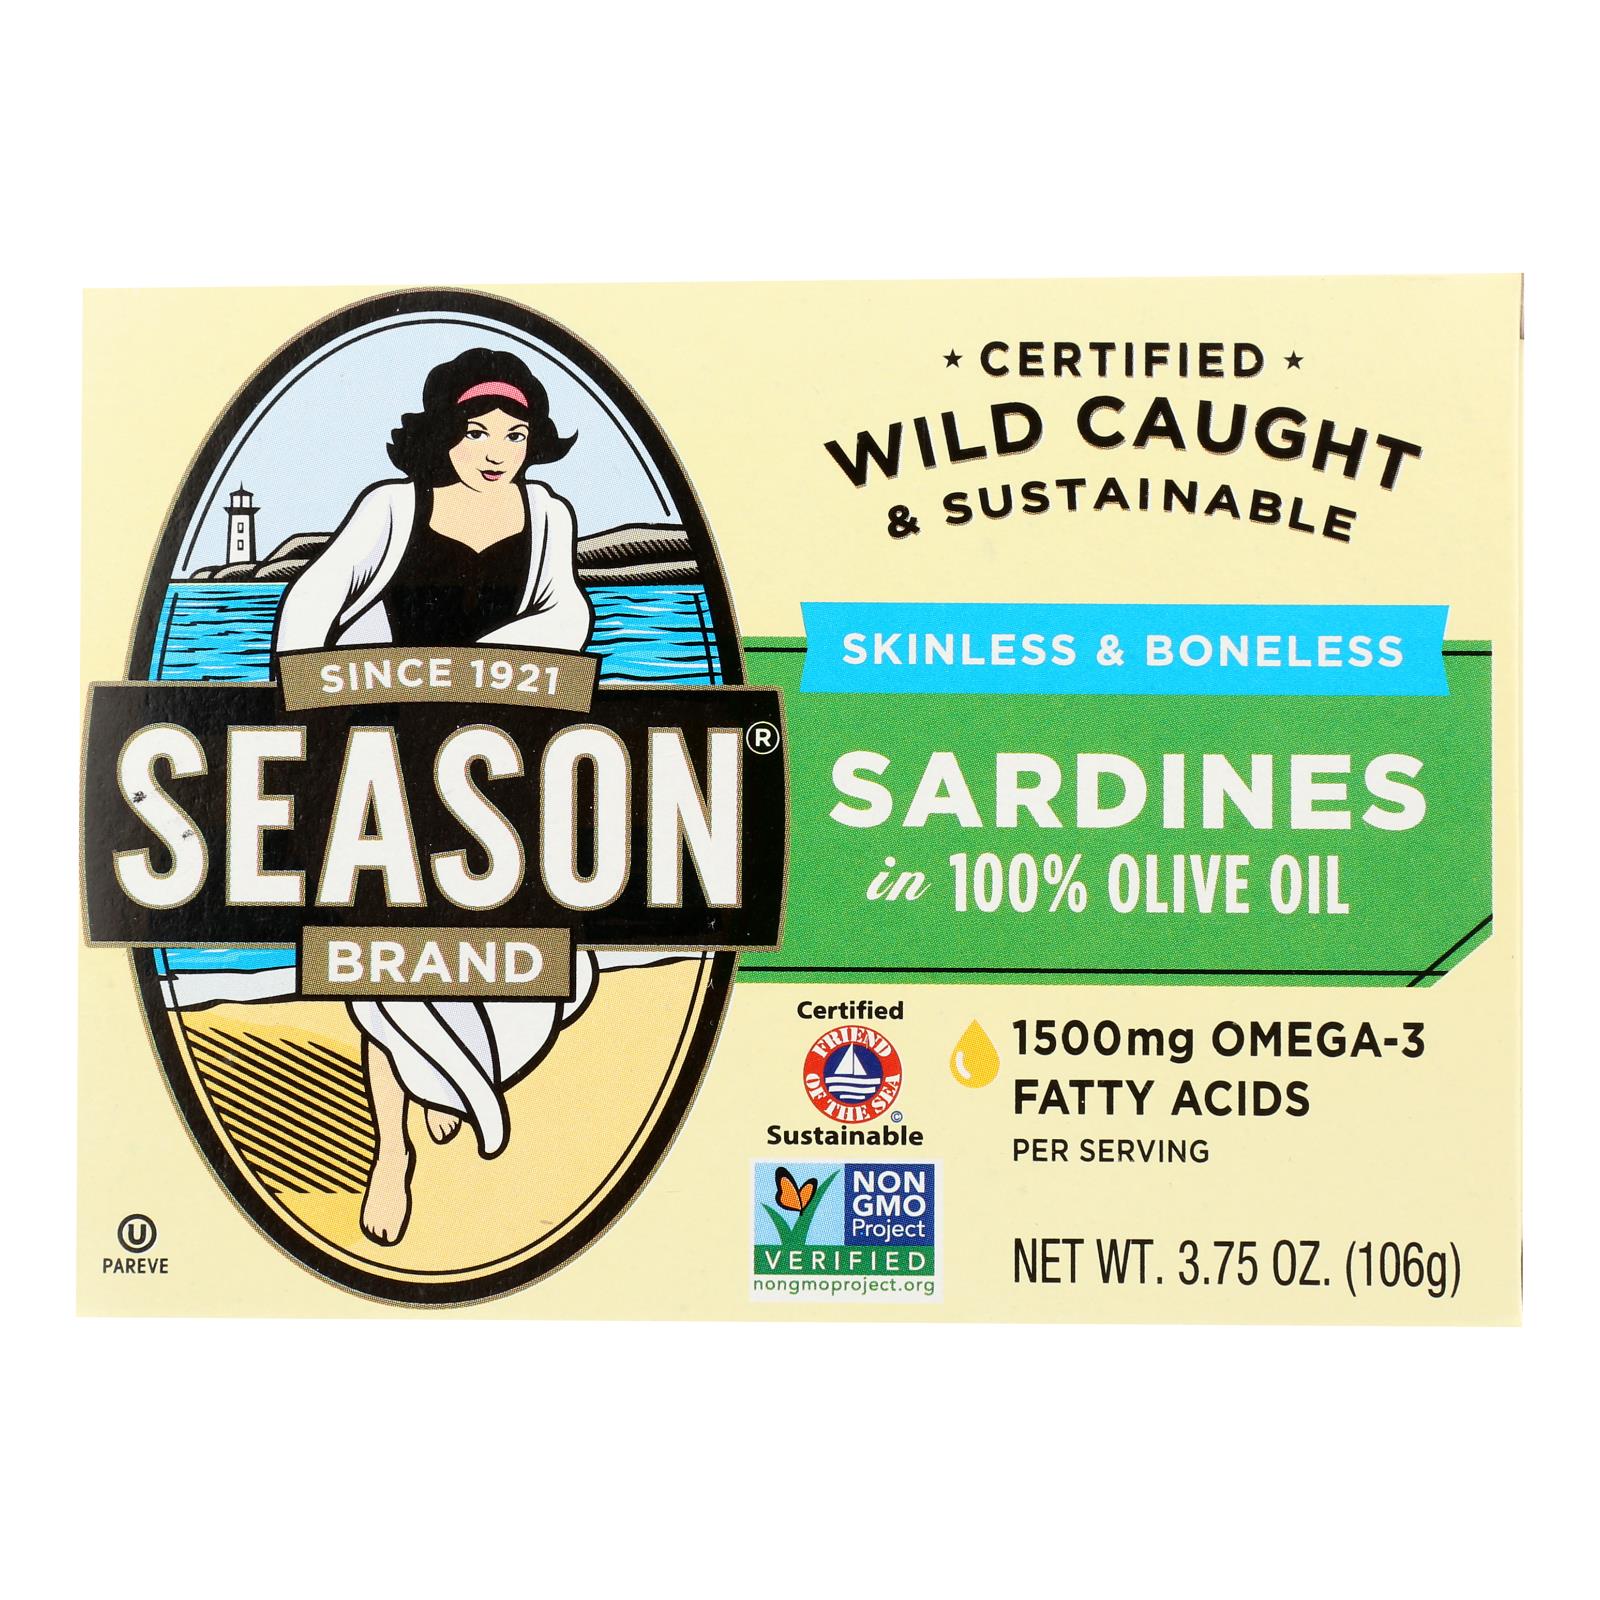 ★ CERTIFIED ★
WILD CAUGHT
& SUSTAINABLE
SKINLESS & BONELESS
SARDINES
in 100% OLIVE OIL
SINCE 1921
SEASON®
BRAND
Certified
FRIEND
OF THE SEA
©
Sustainable
1500mg OMEGA-3
FATTY ACIDS
PER SERVING
NON
GMO
Project
VERIFIED
nongmoproject.org
NET WT. 3.75 OZ. (106g)
U
PAREVE